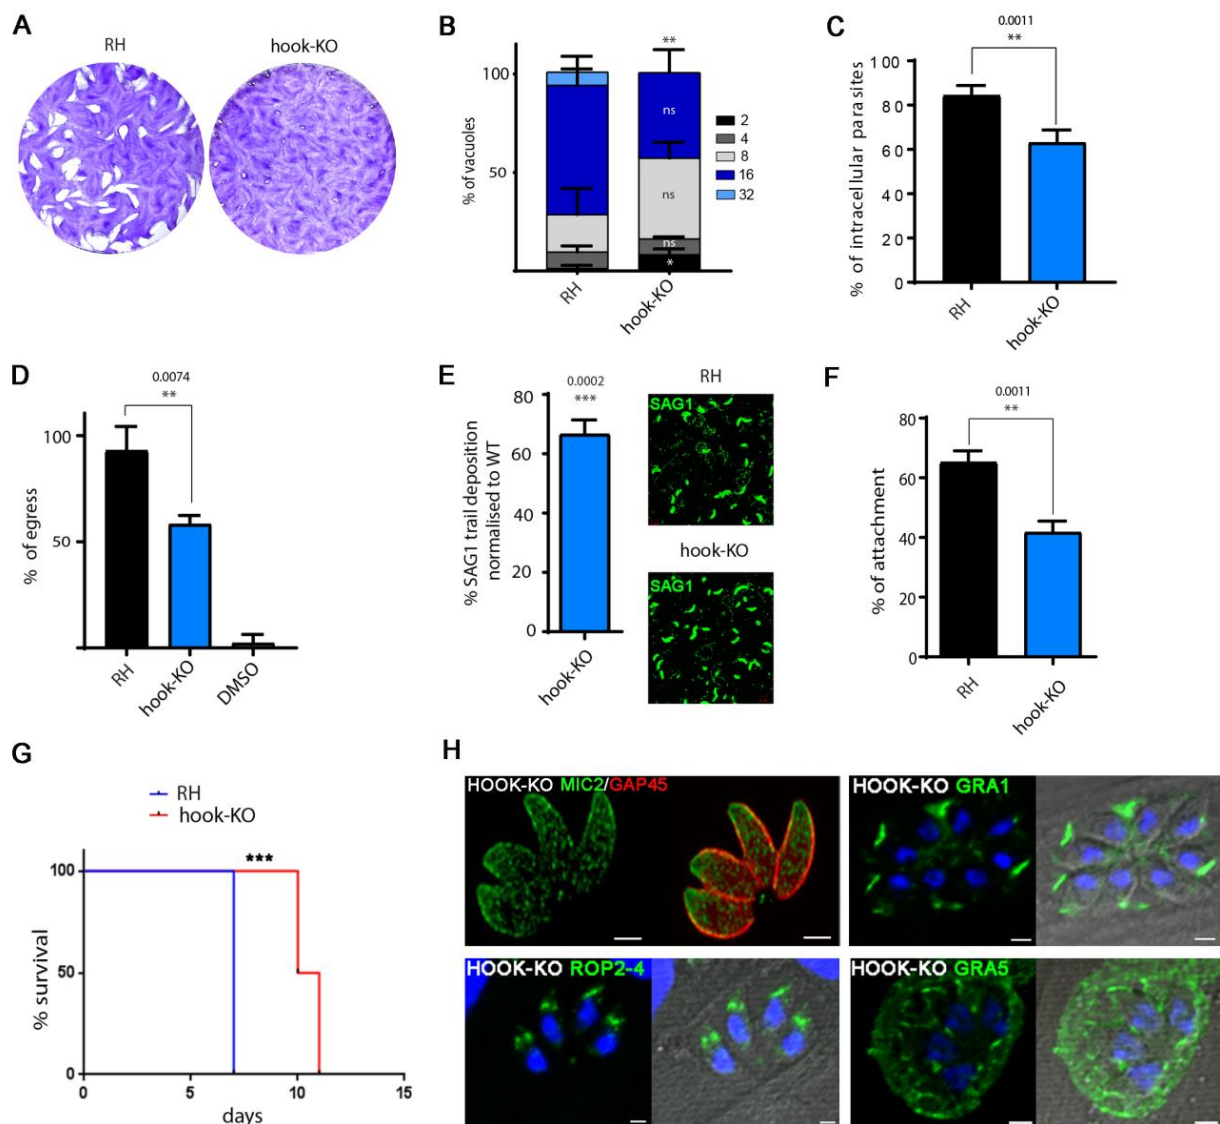 A
RH
hook-KO
B
% of vacuoles
100
50
**
ns
ns
ns
*
RH
hook-KO
2
4
8
16
32
C
0.0011
**
% of intracellular parasites
100
80
60
40
20
0
RH
hook-KO
D
0.0074
**
% of egress
100
50
RH
hook-KO
DMSO
E
% SAG1 trail deposition
normalised to WT
80
60
40
20
0
0.0002
***
hook-KO
RH
SAG1
hook-KO
SAG1
F
0.0011
**
% of attachment
80
60
40
20
0
RH
hook-KO
G
RH
hook-KO
***
% survival
100
50
0
0
5
10
15
days
H
HOOK-KO MIC2/GAP45
HOOK-KO GRA1
HOOK-KO ROP2-4
HOOK-KO GRA5